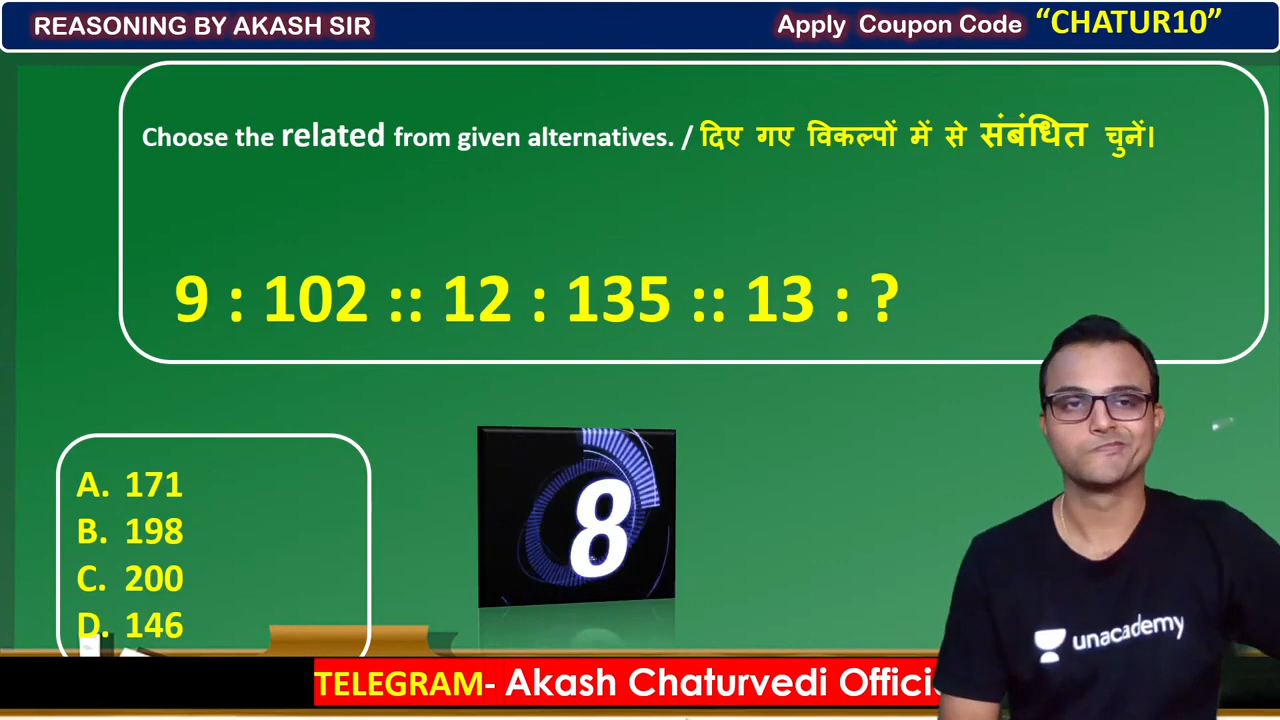 REASONING BY AKASH SIR
Apply Coupon Code “CHATUR10”
Choose the related from given alternatives. / दिए गए विकल्पों में से संबंधित चुनें।
9 : 102 :: 12 : 135 :: 13 : ?
A. 171
B. 198
C. 200
D. 146
8
unacademy
TELEGRAM- Akash Chaturvedi Offici